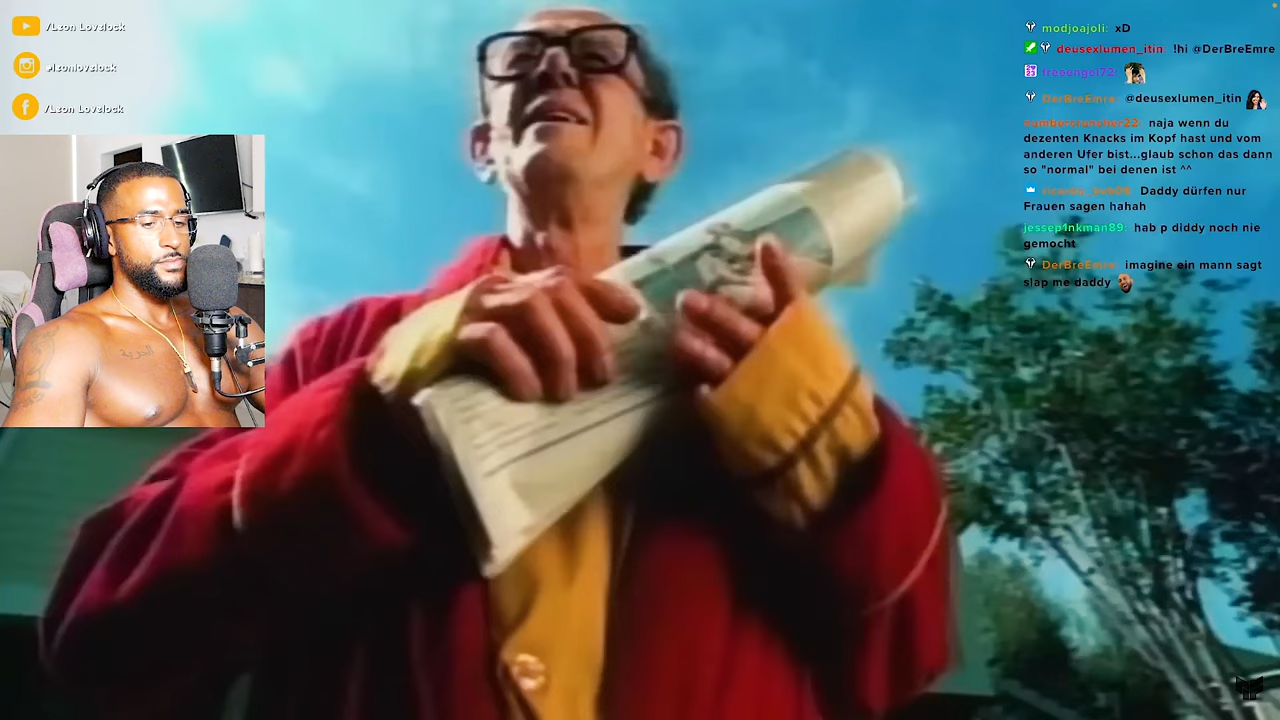 /Leon Lovelock
@leonlovelock
/Leon Lovelock
modjoajoli: xD
deusexlumen_itin: !hi @DerBreEmre
DerBreEmre: @deusexlumen_itin
numbercruncher22: naja wenn du
dezenten Knacks im Kopf hast und vom
anderen Ufer bist...glaub schon das dann
so "normal" bei denen ist ^^
Daddy dürfen nur
Frauen sagen hahah
jessep1nkman89: hab p diddy noch nie
gemocht
DerBreEmre: imagine ein mann sagt
slap me daddy
الحرية